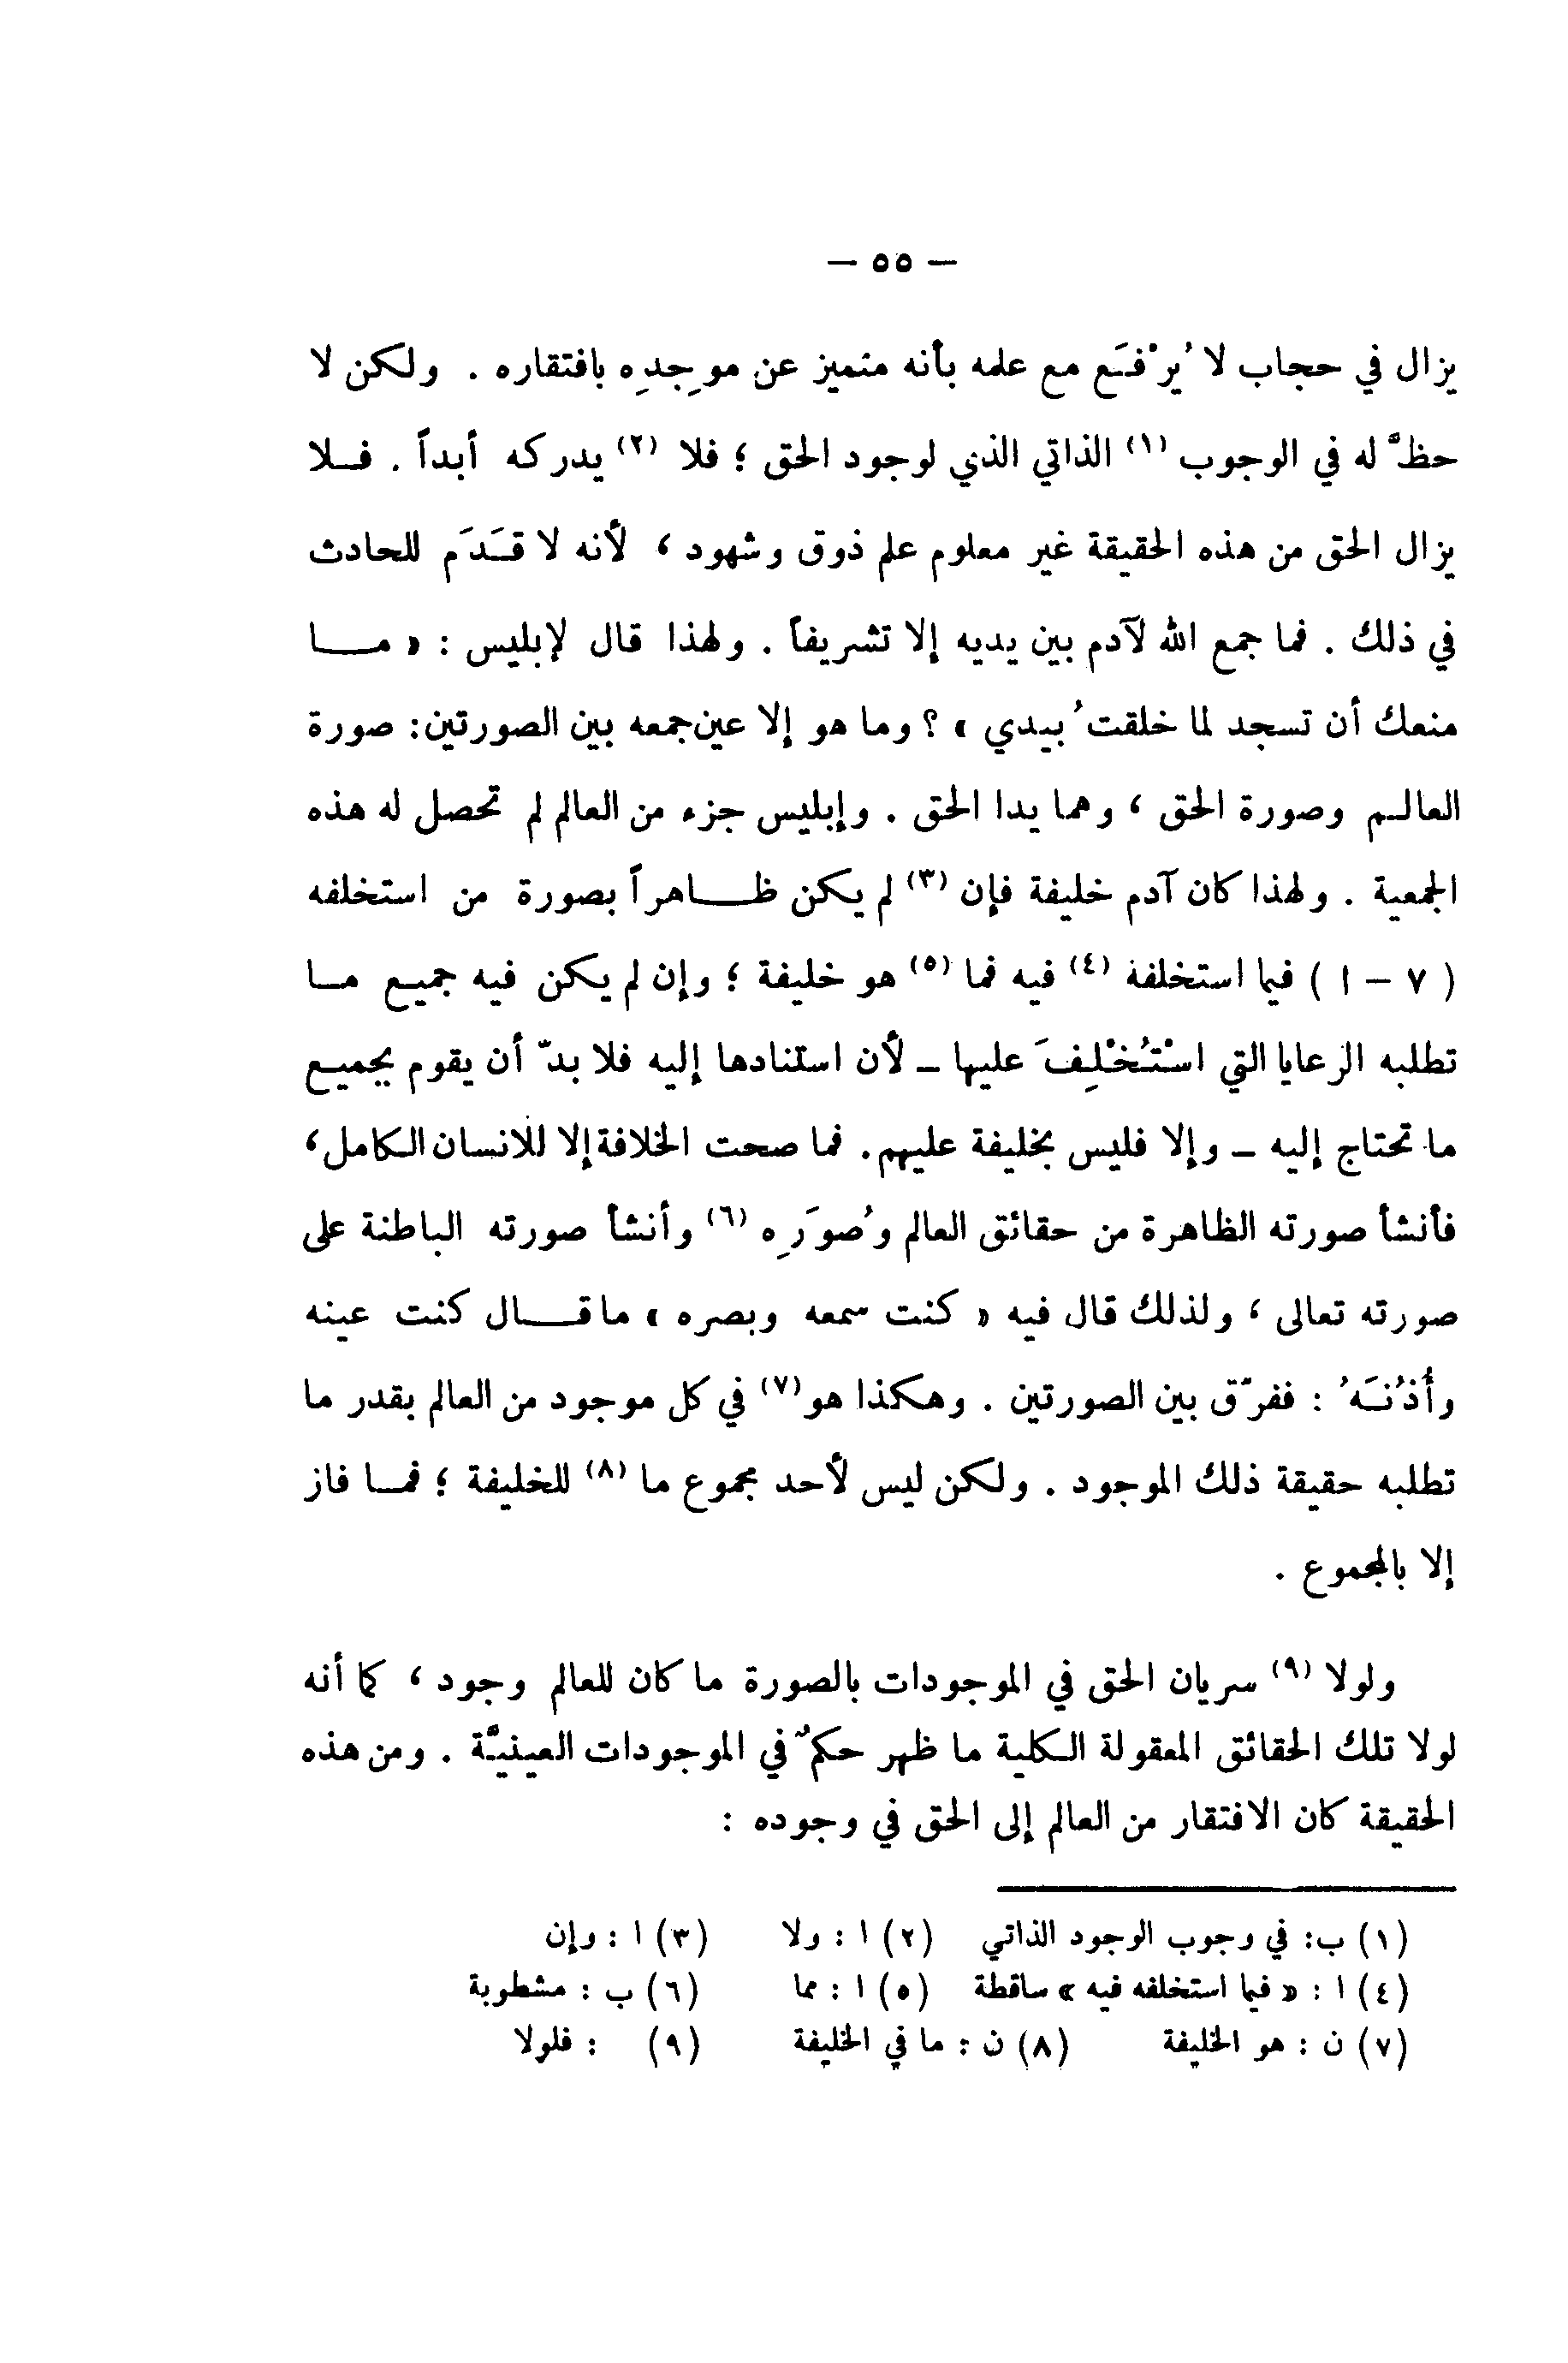 — ٥٥ —
يزال في حجاب لا يُرْفَع مع علمه بأنه متميز عن موجِدِه بافتقاره . ولكن لا
حظَّ له في الوجوب (١) الذاتي الذي لوجود الحق ؛ فلا (٢) يدركه أبداً . فـلا
يزال الحق من هذه الحقيقة غير معلوم علم ذوق وشهود ، لأنه لا قَدَم للحادث
في ذلك . فما جمع الله لآدم بين يديه إلا تشريفاً . ولهذا قال لإبليس : « مــا
منعك أن تسجد لما خلقتُ بيدي » ؟ وما هو إلا عين جمعه بين الصورتين: صورة
العالـم وصورة الحق ، وهما يدا الحق . وإبليس جزء من العالم لم تحصل له هذه
الجمعية . ولهذا كان آدم خليفة فإن (٣) لم يكن ظــاهراً بصورة من استخلفه
( ٧ – ا ) فيما استخلفة (٤) فيه فما (٥) هو خليفة ؛ وإن لم يكن فيه جميـع مـا
تطلبه الرعايا التي اسْتُخْلِفَ عليها – لأن استنادها إليه فلا بدّ أن يقوم بجميـع
ما تحتاج إليه – وإلا فليس بخليفة عليهم. فما صحت الخلافة إلا للانسان الكامل،
فأنشأ صورته الظاهرة من حقائق العالم وصُوَرِه (٦) وأنشأ صورته الباطنة على
صورته تعالى ، ولذلك قال فيه « كنت سمعه وبصره » ما قــال كنت عينه
وأُذُنَهُ : ففرّق بين الصورتين . وهكذا هو (٧) في كل موجود من العالم بقدر ما
تطلبه حقيقة ذلك الموجود . ولكن ليس لأحد مجموع ما (٨) للخليفة ؛ فمـا فاز
إلا بالمجموع .
ولولا (٩) سريان الحق في الموجودات بالصورة ما كان للعالم وجود ، كما أنه
لولا تلك الحقائق المعقولة الكلية ما ظهر حكمٌ في الموجودات العينيَّة . ومن هذه
الحقيقة كان الافتقار من العالم إلى الحق في وجوده :
(١) ب: في وجوب الوجود الذاتي (٢) ا : ولا (٣) ا : وإن
(٤) ا : « فيما استخلفه فيه » ساقطة (٥) ا : مما (٦) ب : مشطوبة
(٧) ن : هو الخليفة (٨) ن : ما في الخليفة (٩) : فلولا